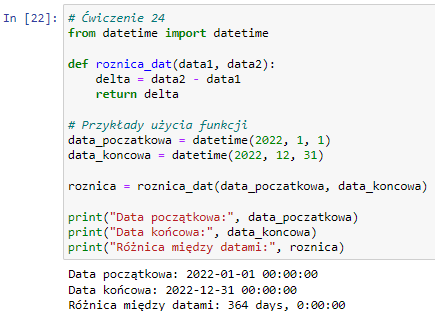 In [22]: # Ćwiczenie 24
from datetime import datetime
def roznica_dat(data1, data2):
    delta = data2 - data1
    return delta
# Przykłady użycia funkcji
data_poczatkowa = datetime(2022, 1, 1)
data_koncowa = datetime(2022, 12, 31)
roznica = roznica_dat(data_poczatkowa, data_koncowa)
print("Data początkowa:", data_poczatkowa)
print("Data końcowa:", data_koncowa)
print("Różnica między datami:", roznica)
Data początkowa: 2022-01-01 00:00:00
Data końcowa: 2022-12-31 00:00:00
Różnica między datami: 364 days, 0:00:00